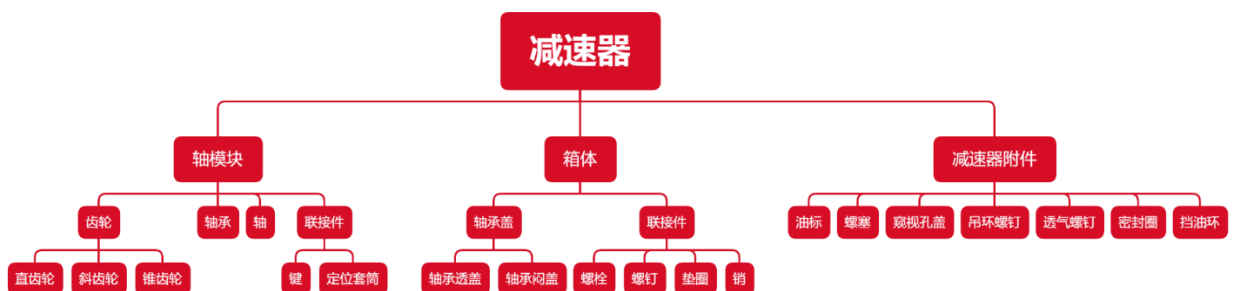 减速器
轴模块
箱体
减速器附件
齿轮
轴承
轴
联接件
轴承盖
联接件
油标
螺塞
窥视孔盖
吊环螺钉
透气螺钉
密封圈
挡油环
直齿轮
斜齿轮
锥齿轮
键
定位套筒
轴承透盖
轴承闷盖
螺栓
螺钉
垫圈
销